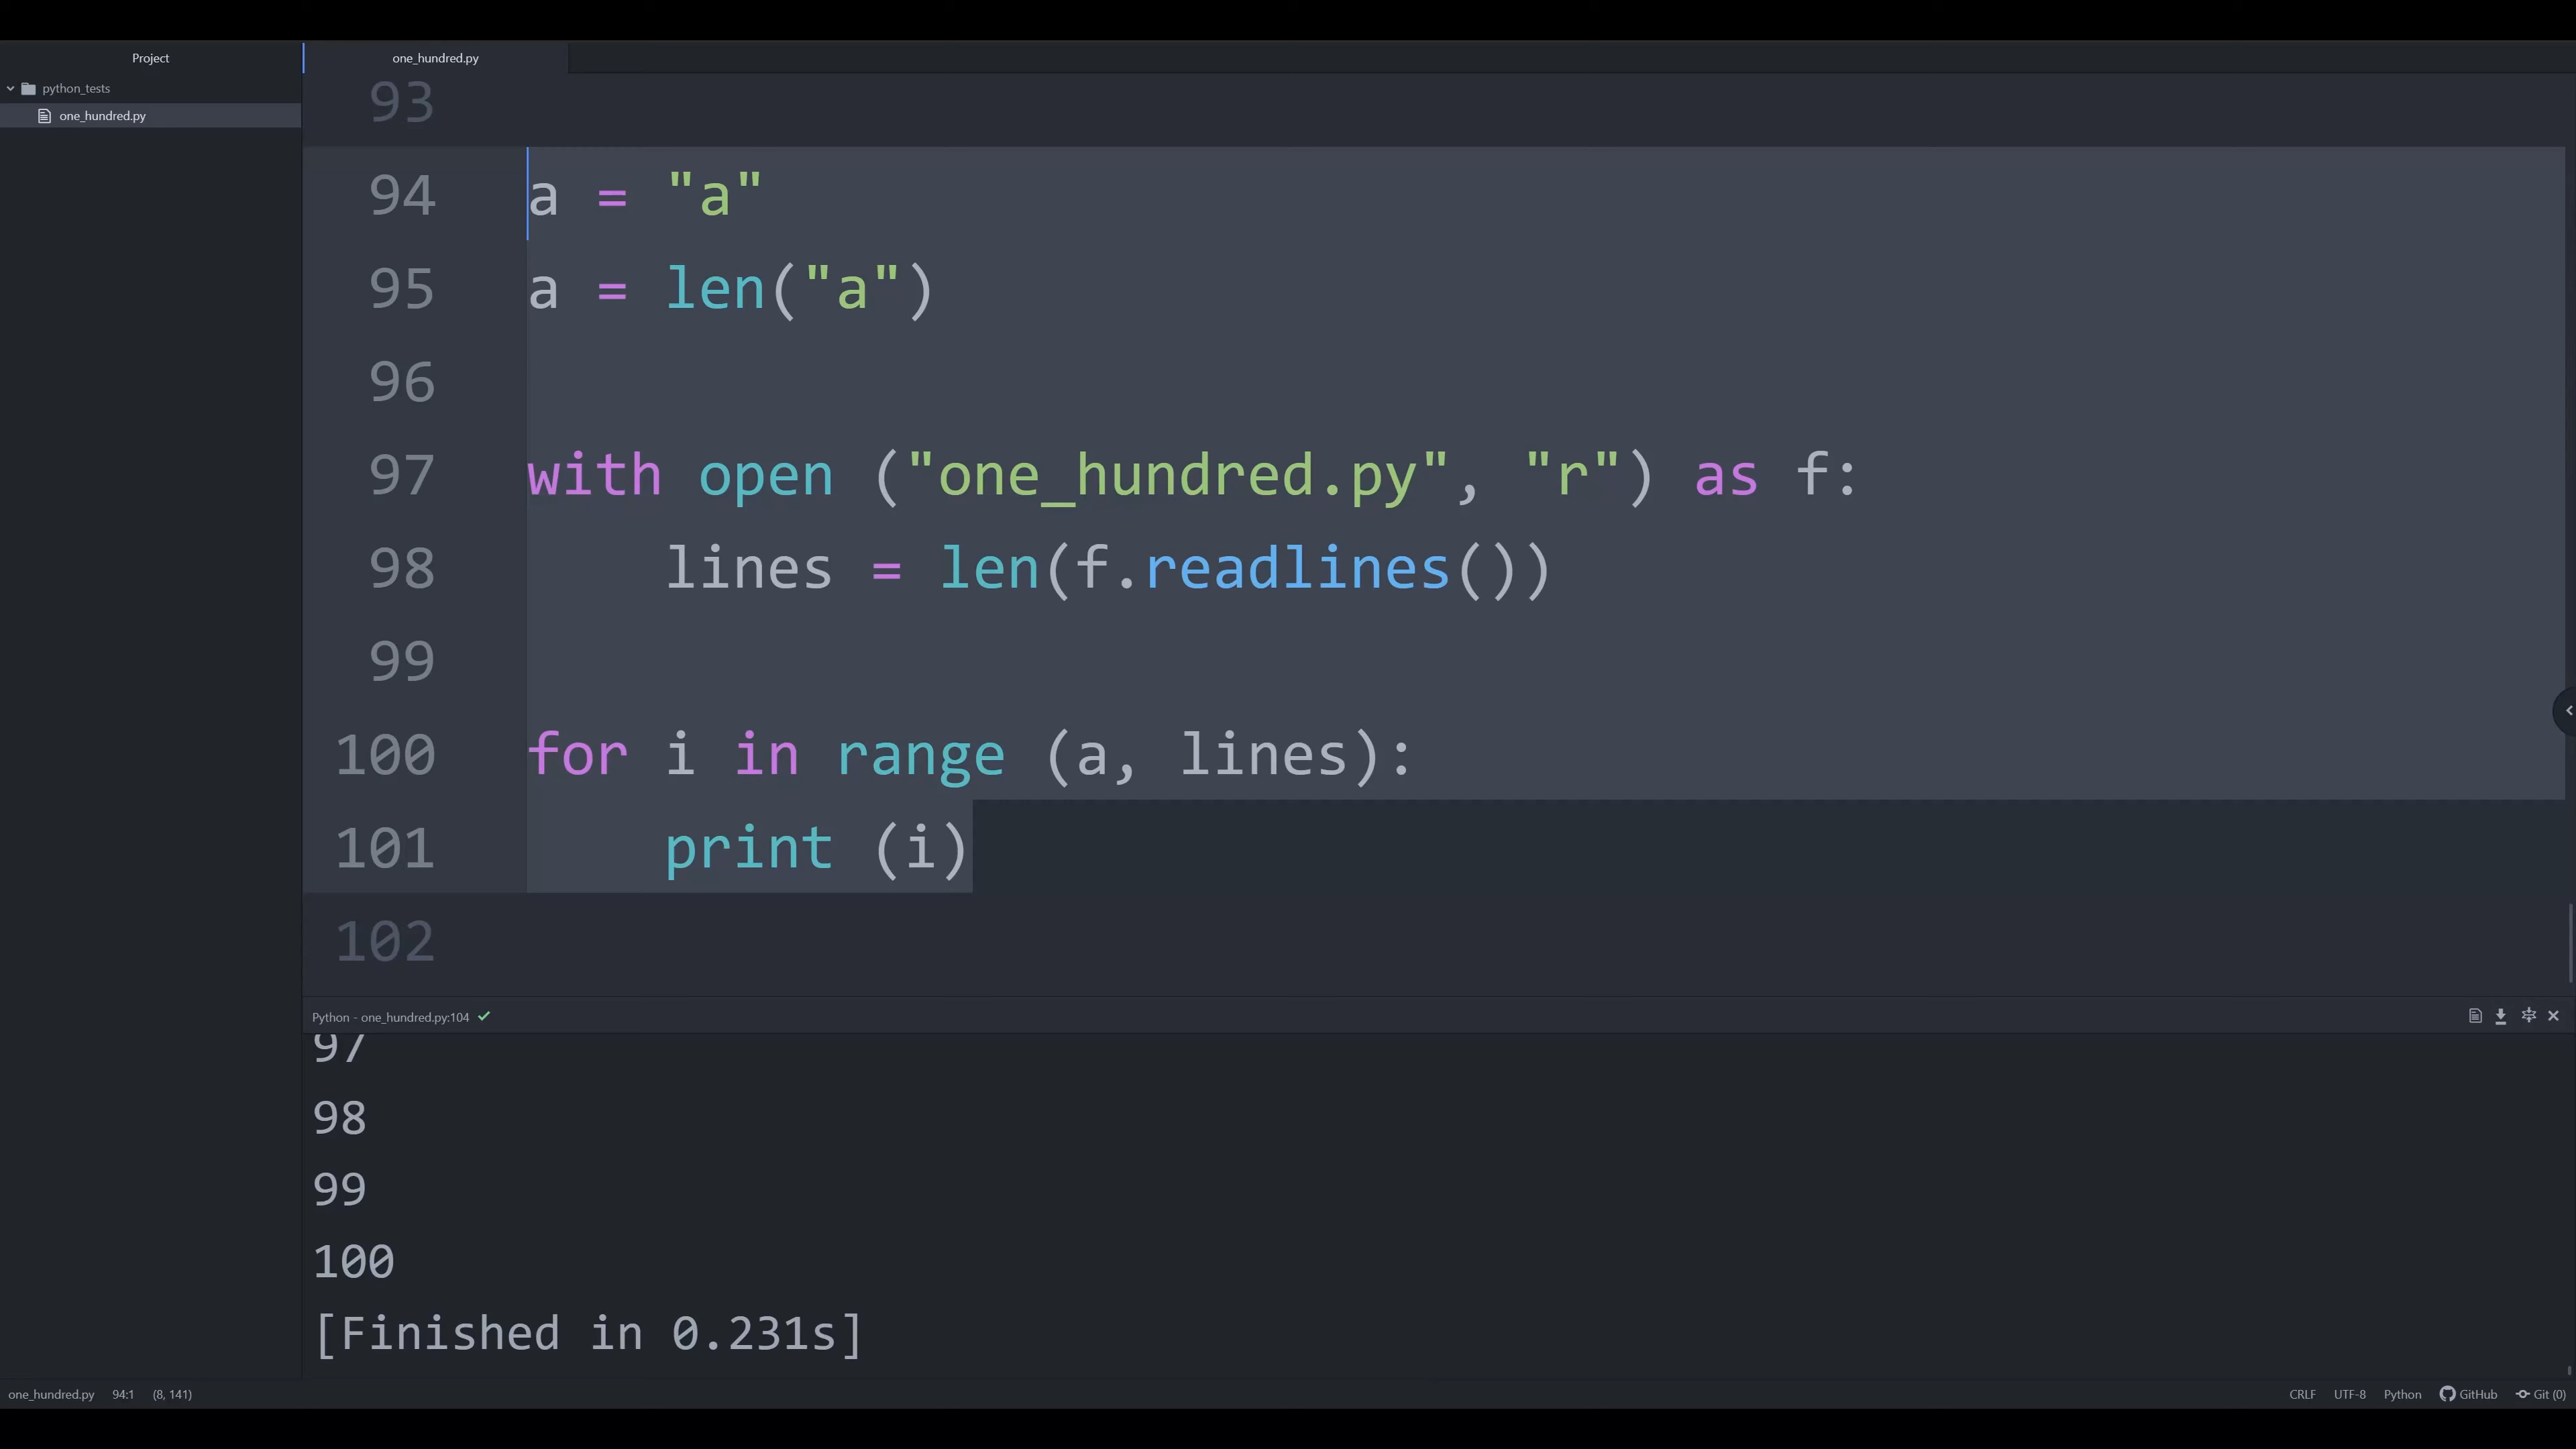 Project
one_hundred.py
python_tests
one_hundred.py
93
94 a = "a"
95 a = len("a")
96
97 with open ("one_hundred.py", "r") as f:
98 lines = len(f.readlines())
99
100 for i in range (a, lines):
101 print (i)
102
Python - one_hundred.py:104
97
98
99
100
[Finished in 0.231s]
one_hundred.py 94:1 (8, 141) CRLF UTF-8 Python GitHub Git (0)